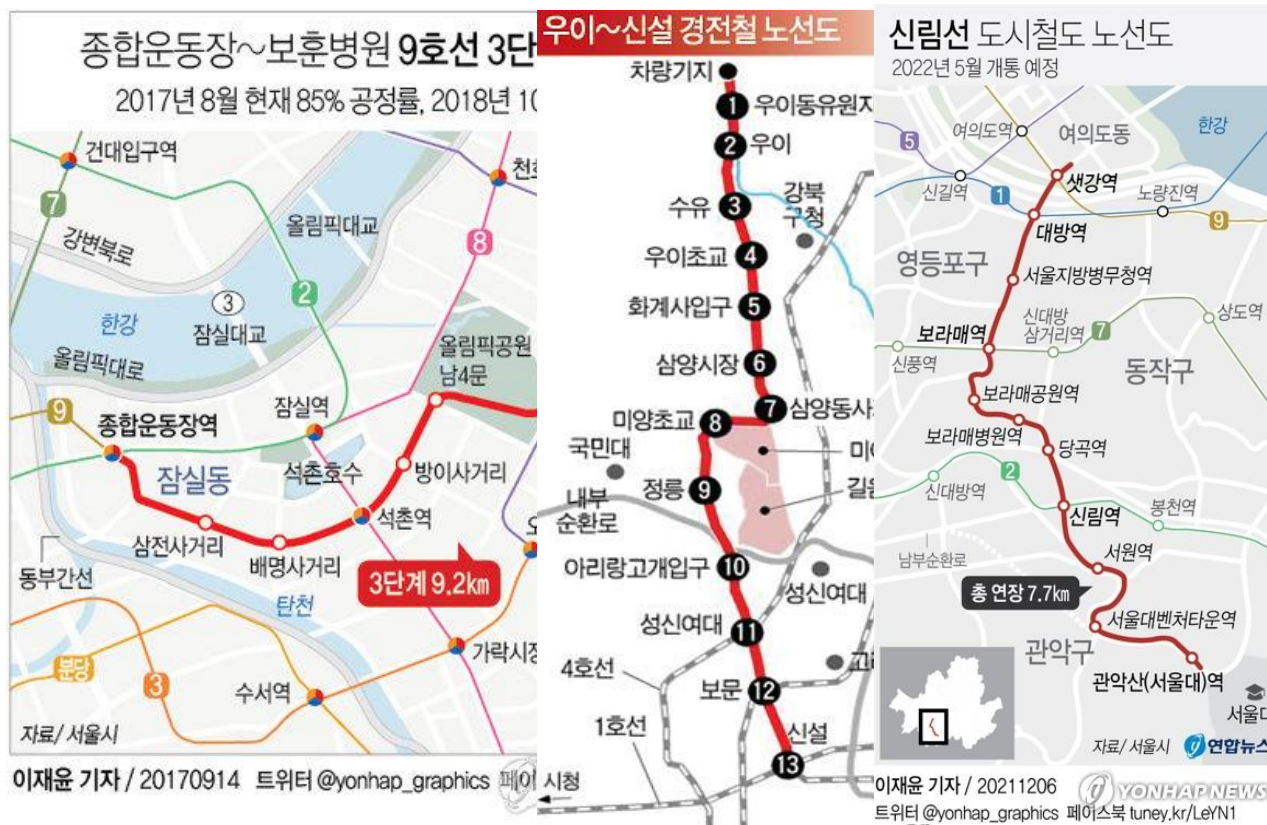 종합운동장~보훈병원 9호선 3단
2017년 8월 현재 85% 공정률, 2018년 10
건대입구역
천호
7
강변북로
올림픽대교
8
2
한강
3
잠실대교
올림픽대로
올림픽공원
남4문
9
종합운동장역
잠실역
잠실동
석촌호수
방이사거리
삼전사거리
석촌역
배명사거리
동부간선
탄천
3단계 9.2km
분당
3
수서역
가락시장
오
자료/ 서울시
이재윤 기자 / 20170914 트위터 @yonhap_graphics 페이
우이~신설 경전철 노선도
차량기지
1 우이동유원지
2 우이
수유 3
강북
구청
우이초교 4
화계사입구 5
삼양시장 6
7 삼양동사
미양초교 8
국민대
미아
정릉 9
길음
내부
순환로
아리랑고개입구 10
성신여대
성신여대 11
4호선
고려
보문 12
1호선
신설
13
시청
신림선 도시철도 노선도
2022년 5월 개통 예정
5
여의도역
여의도동
한강
샛강역
신길역
1
노량진역
9
대방역
영등포구
서울지방병무청역
보라매역
신대방
삼거리역
7
상도역
신풍역
동작구
보라매공원역
보라매병원역
당곡역
2
신대방역
신림역
봉천역
남부순환로
서원역
총 연장 7.7km
서울대벤처타운역
관악구
관악산(서울대)역
서울대
자료/ 서울시 연합뉴스
이재윤 기자 / 20211206
YONHAP NEWS
트위터 @yonhap_graphics 페이스북 tuney.kr/LeYN1